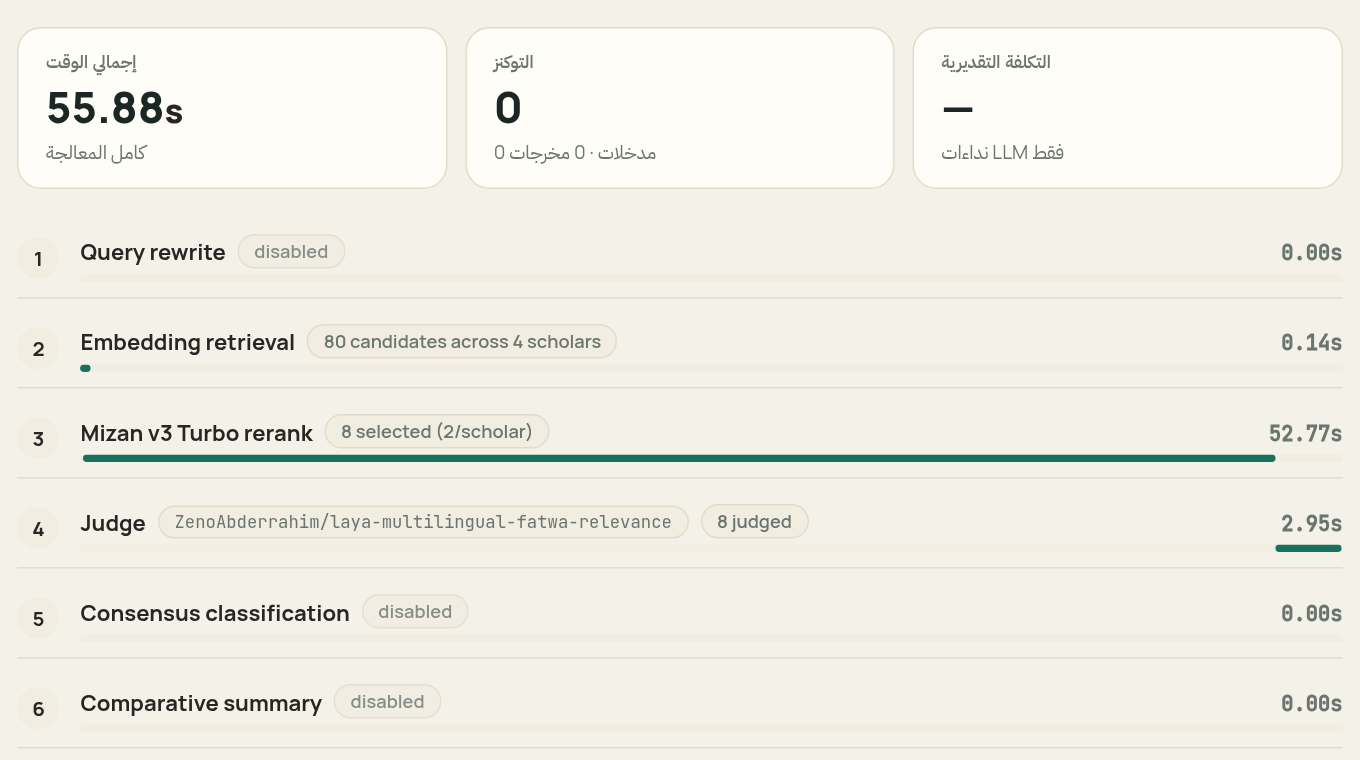 إجمالي الوقت
55.88s
كامل المعالجة
التوكنز
0
0 مدخلات · 0 مخرجات
التكلفة التقديرية
—
نداءات LLM فقط
1 Query rewrite disabled 0.00s
2 Embedding retrieval 80 candidates across 4 scholars 0.14s
3 Mizan v3 Turbo rerank 8 selected (2/scholar) 52.77s
4 Judge ZenoAbderrahim/laya-multilingual-fatwa-relevance 8 judged 2.95s
5 Consensus classification disabled 0.00s
6 Comparative summary disabled 0.00s